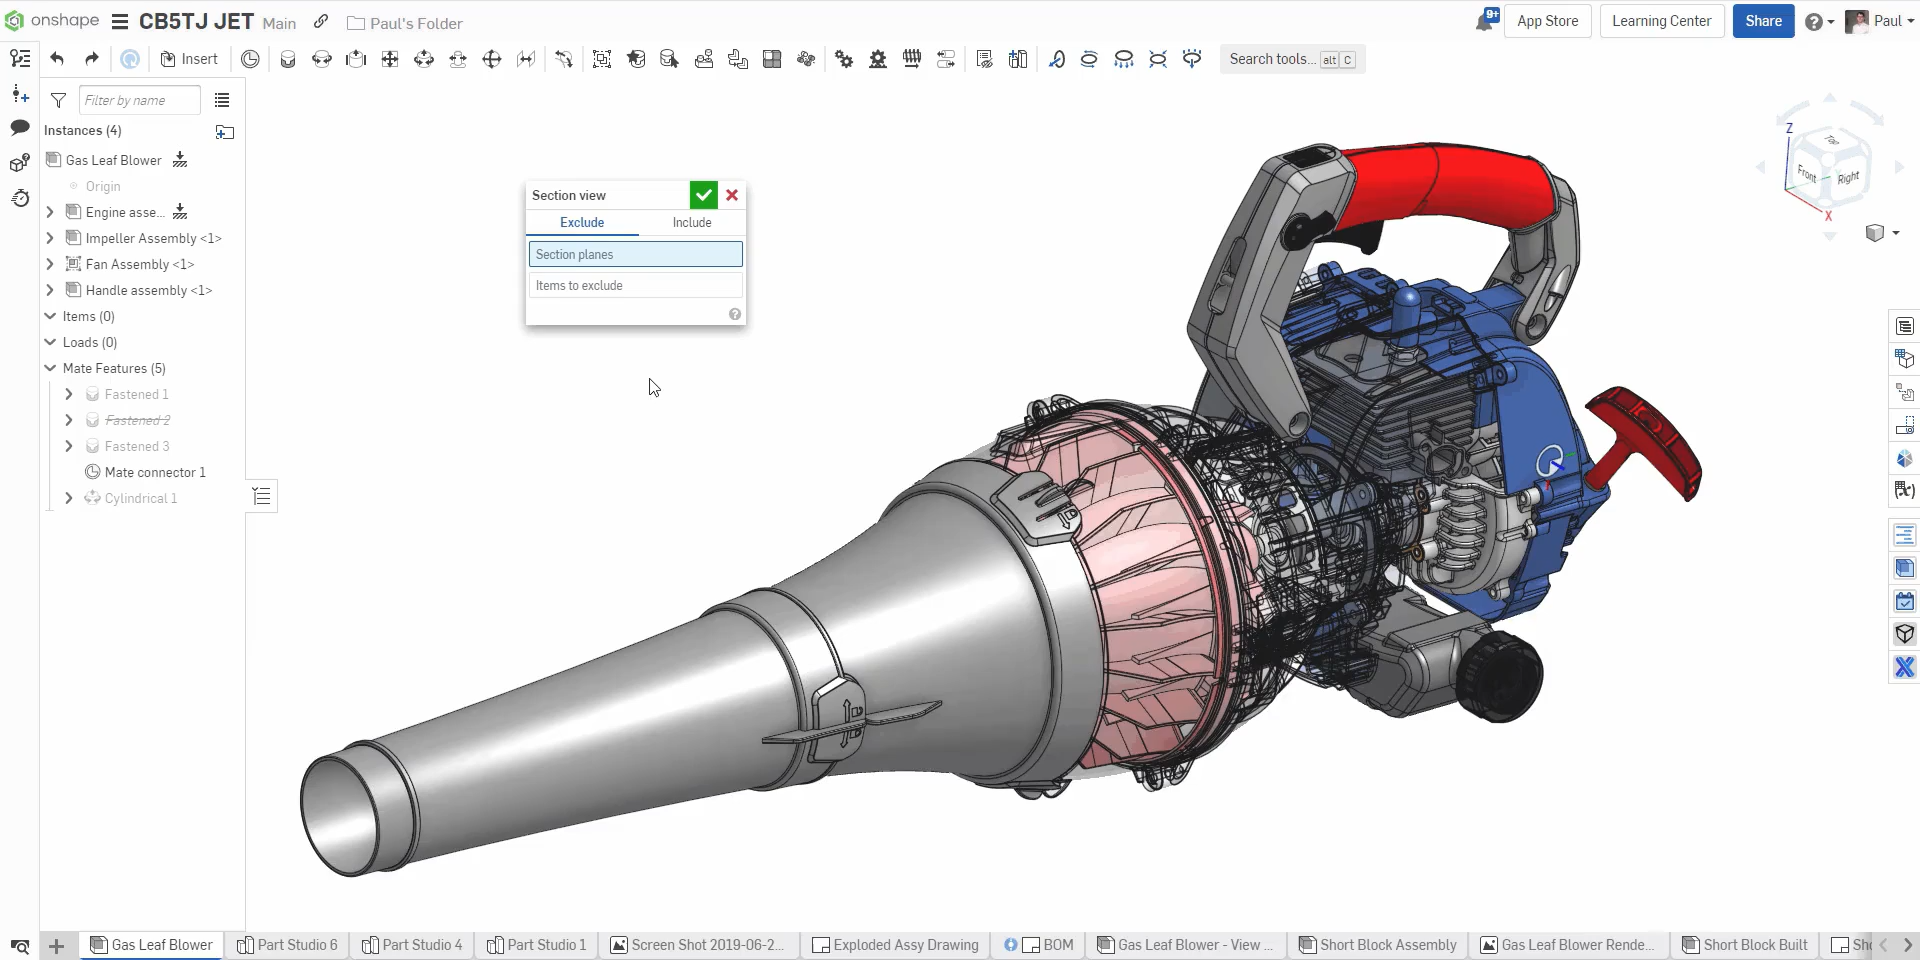 onshape CB5TJ JET Main Paul's Folder 9+ App Store Learning Center Share Paul
Insert Search tools... alt C
Filter by name
Instances (4)
Gas Leaf Blower
Origin
Engine asse...
Impeller Assembly <1>
Fan Assembly <1>
Handle assembly <1>
Items (0)
Loads (0)
Mate Features (5)
Fastened 1
Fastened 2
Fastened 3
Mate connector 1
Cylindrical 1
Section view
Exclude Include
Section planes
Items to exclude
Z
Top
Front Right
X
Gas Leaf Blower Part Studio 6 Part Studio 4 Part Studio 1 Screen Shot 2019-06-2... Exploded Assy Drawing BOM Gas Leaf Blower - View ... Short Block Assembly Gas Leaf Blower Rende... Short Block Built